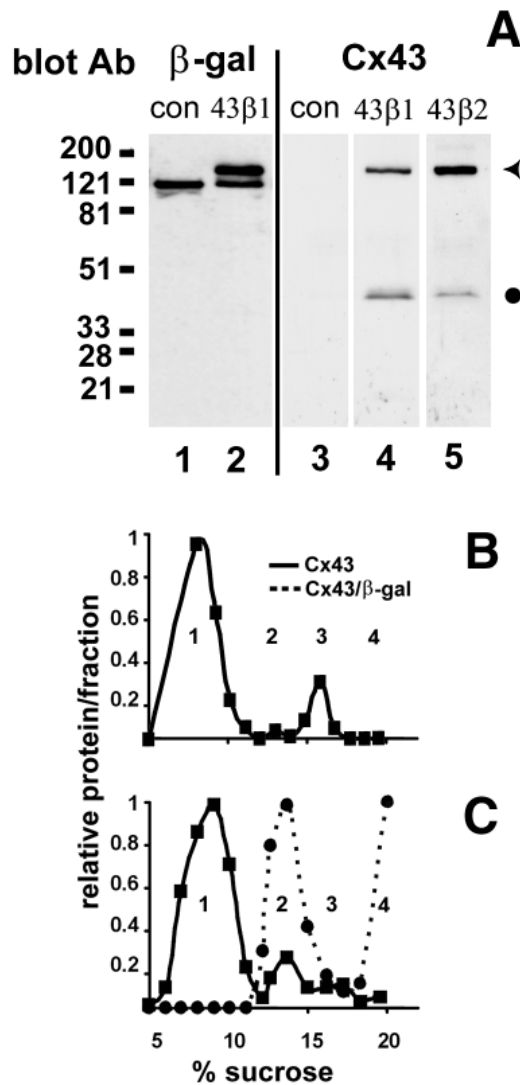 A
blot Ab β-gal Cx43
con 43β1 con 43β1 43β2
200
121
81
51
33
28
21
1 2 3 4 5
B
1
0.8
0.6
0.4
0.2
Cx43
Cx43/β-gal
1 2 3 4
C
1
0.8
0.6
0.4
0.2
1 2 3 4
relative protein/fraction
5 10 15 20
% sucrose